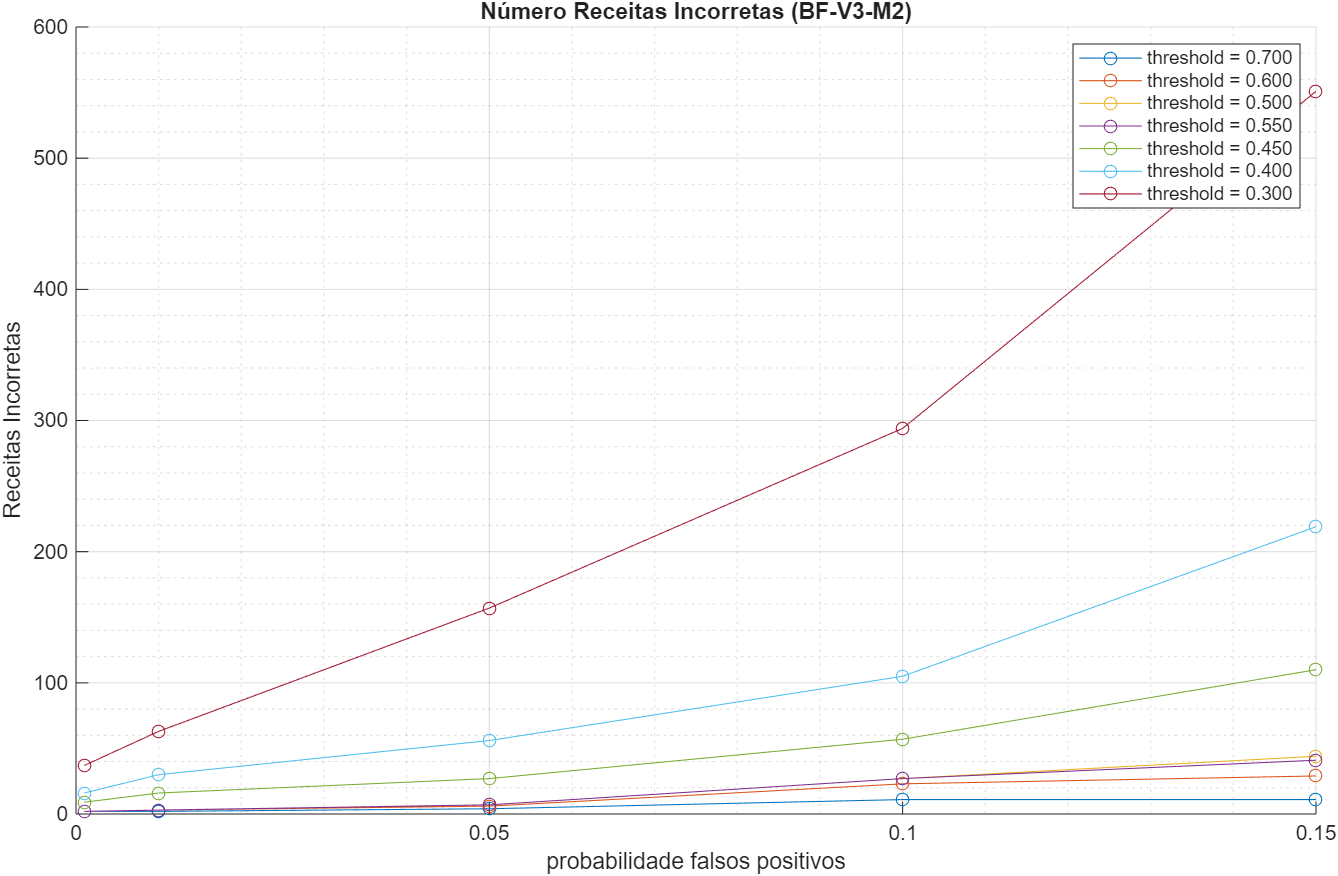 Número Receitas Incorretas (BF-V3-M2)
600
500
400
300
200
100
0
Receitas Incorretas
threshold = 0.700
threshold = 0.600
threshold = 0.500
threshold = 0.550
threshold = 0.450
threshold = 0.400
threshold = 0.300
0
0.05
0.1
0.15
probabilidade falsos positivos